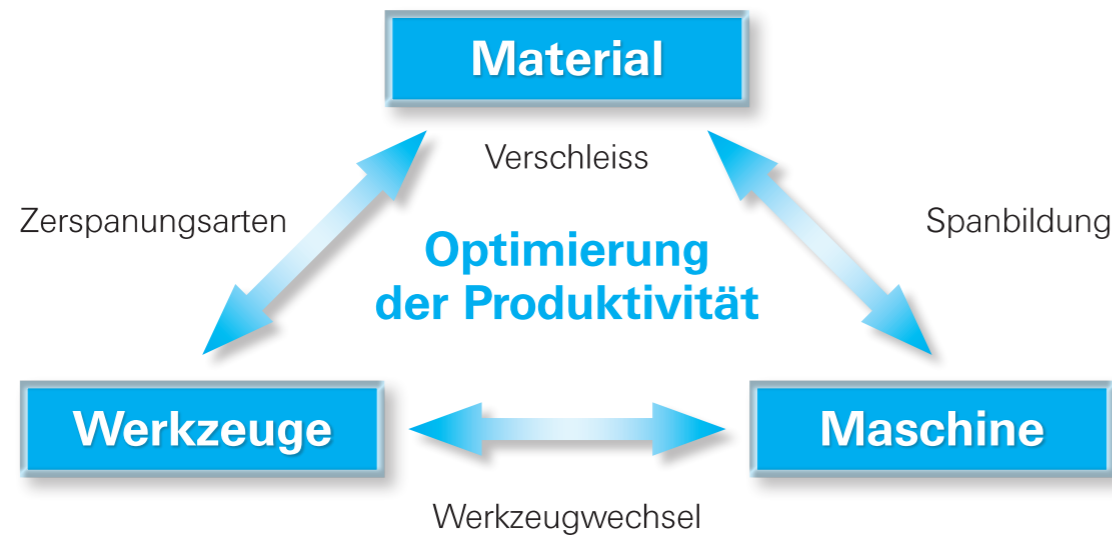 Material
Verschleiss
Zerspanungsarten
Spanbildung
Optimierung
der Produktivität
Werkzeuge
Maschine
Werkzeugwechsel